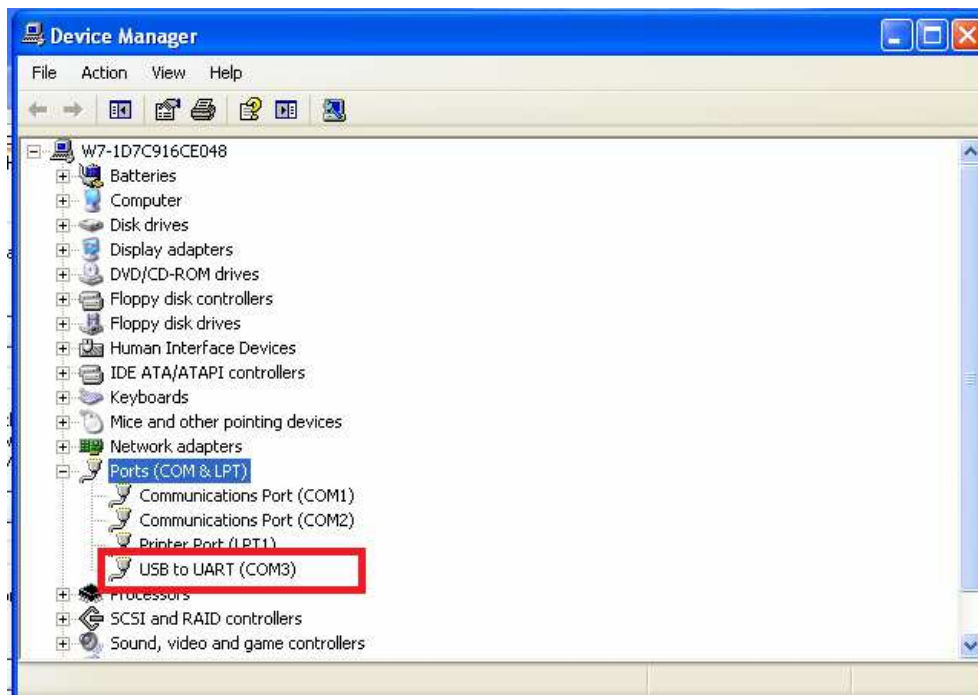 Device Manager
File Action View Help
W7-1D7C916CE048
Batteries
Computer
Disk drives
Display adapters
DVD/CD-ROM drives
Floppy disk controllers
Floppy disk drives
Human Interface Devices
IDE ATA/ATAPI controllers
Keyboards
Mice and other pointing devices
Network adapters
Ports (COM & LPT)
Communications Port (COM1)
Communications Port (COM2)
Printer Port (LPT1)
USB to UART (COM3)
Processors
SCSI and RAID controllers
Sound, video and game controllers